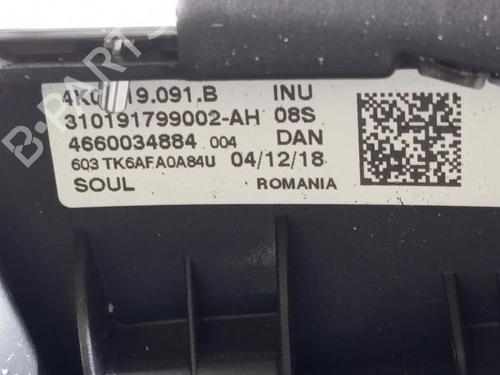 INU
310191799002-AH 08S
4660034884 004 DAN
603 TK6AFA0A84U 04/12/18
SOUL ROMANIA
B-PARTS